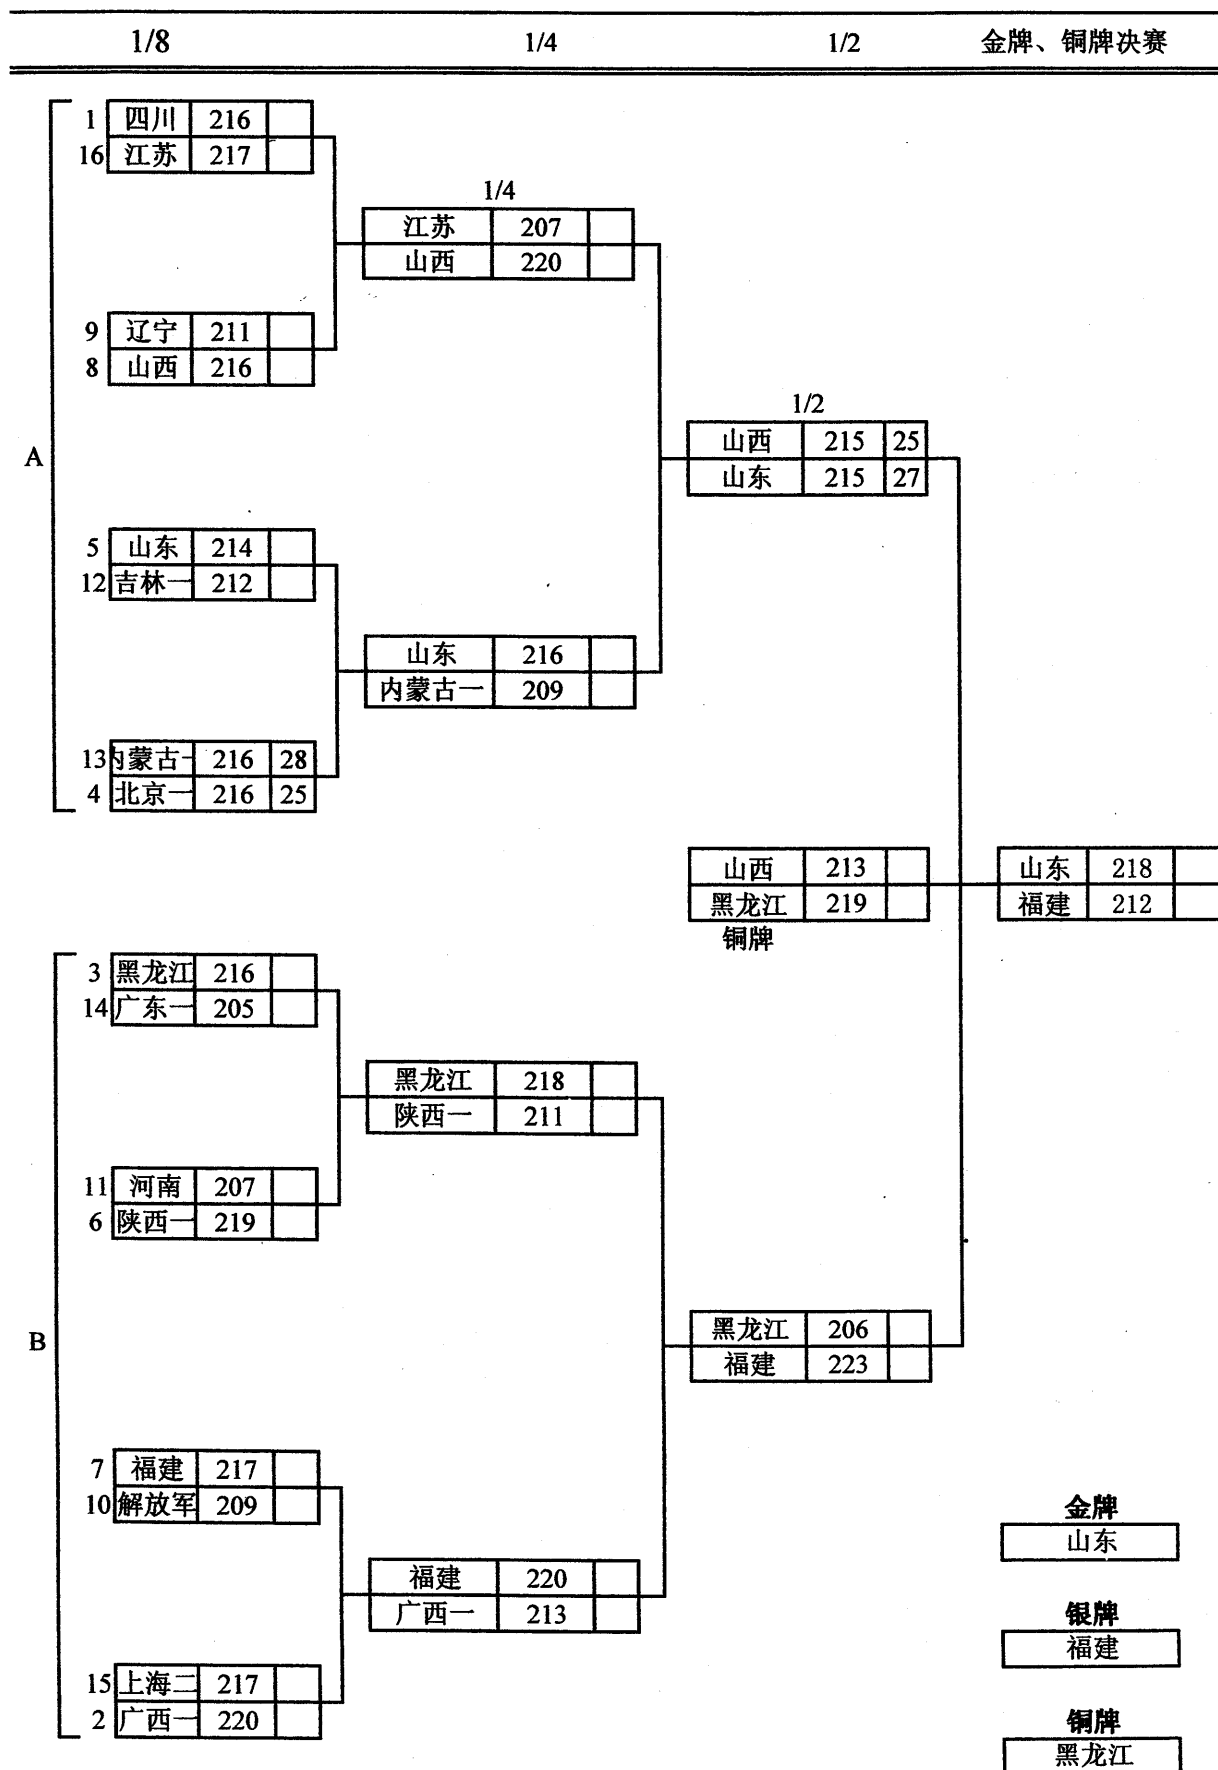 1/8 1/4 1/2 金牌、铜牌决赛
1 四川 216
16 江苏 217
1/4
江苏 207
山西 220
9 辽宁 211
8 山西 216
1/2
山西 215 25
山东 215 27
A
5 山东 214
12 吉林一 212
山东 216
内蒙古一 209
13 内蒙古一 216 28
4 北京一 216 25
山西 213
黑龙江 219
铜牌
山东 218
福建 212
3 黑龙江 216
14 广东一 205
黑龙江 218
陕西一 211
11 河南 207
6 陕西一 219
B
黑龙江 206
福建 223
7 福建 217
10 解放军 209
福建 220
广西一 213
15 上海二 217
2 广西一 220
金牌
山东
银牌
福建
铜牌
黑龙江